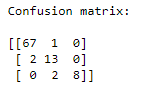 Confusion matrix:
[[67 1 0]
[ 2 13 0]
[ 0 2 8]]